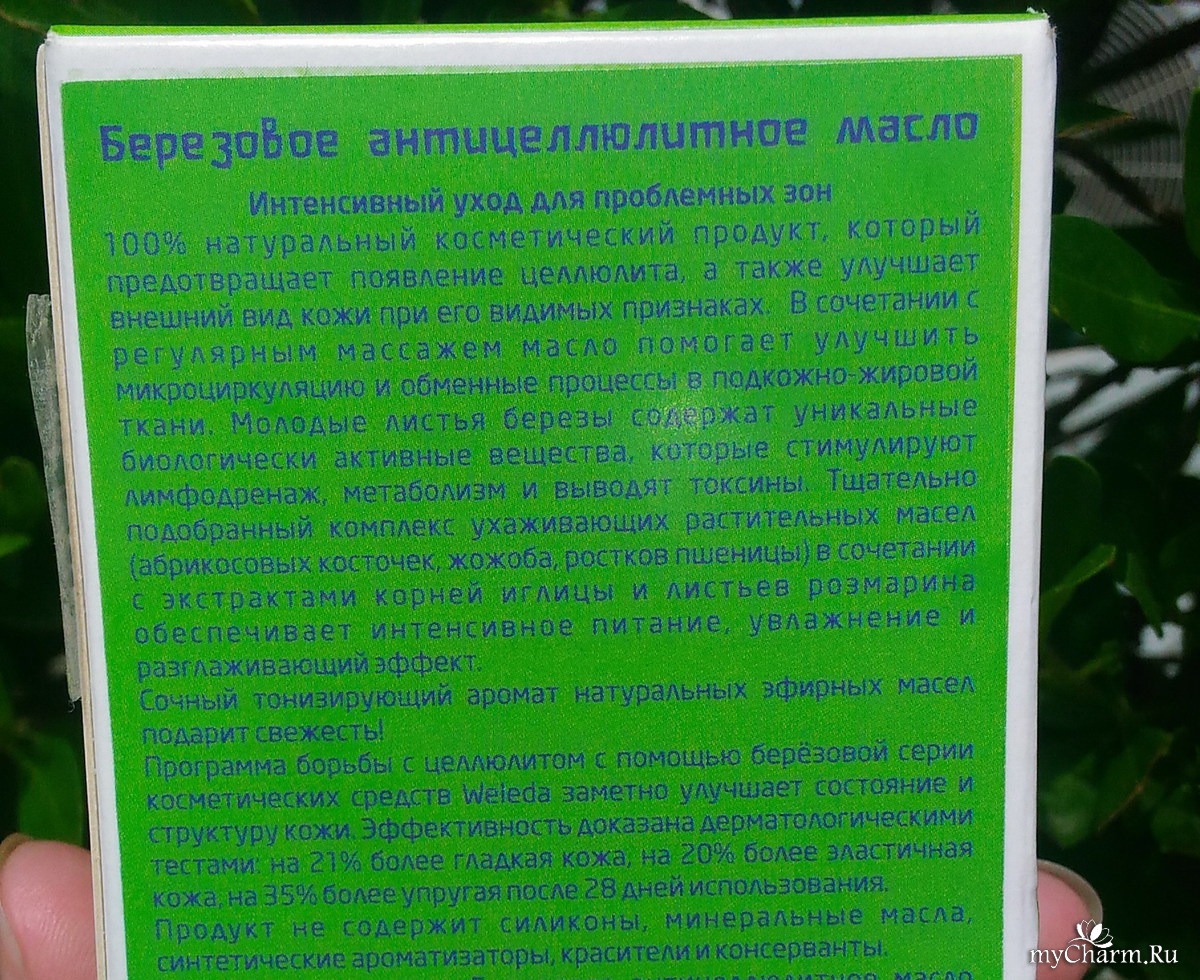 Березовое антицеллюлитное масло
Интенсивный уход для проблемных зон
100% натуральный косметический продукт, который
предотвращает появление целлюлита, а также улучшает
внешний вид кожи при его видимых признаках. В сочетании с
регулярным массажем масло помогает улучшить
микроциркуляцию и обменные процессы в подкожно-жировой
ткани. Молодые листья березы содержат уникальные
биологически активные вещества, которые стимулируют
лимфодренаж, метаболизм и выводят токсины. Тщательно
подобранный комплекс ухаживающих растительных масел
(абрикосовых косточек, жожоба, ростков пшеницы) в сочетании
с экстрактами корней иглицы и листьев розмарина
обеспечивает интенсивное питание, увлажнение и
разглаживающий эффект.
Сочный тонизирующий аромат натуральных эфирных масел
подарит свежесть!
Программа борьбы с целлюлитом с помощью берёзовой серии
косметических средств Weleda заметно улучшает состояние и
структуру кожи. Эффективность доказана дерматологическими
тестами: на 21% более гладкая кожа, на 20% более эластичная
кожа, на 35% более упругая после 28 дней использования.
Продукт не содержит силиконы, минеральные масла,
синтетические ароматизаторы, красители и консерванты.
антицеллюлитное масло
myCharm.Ru